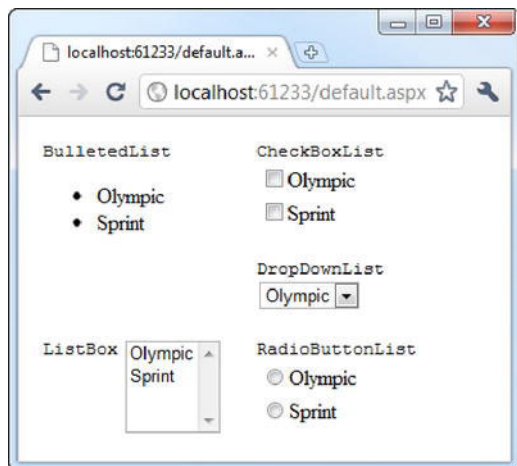 localhost:61233/default.a...
localhost:61233/default.aspx
BulletedList
Olympic
Sprint
CheckBoxList
Olympic
Sprint
DropDownList
Olympic
ListBox
Olympic
Sprint
RadioButtonList
Olympic
Sprint